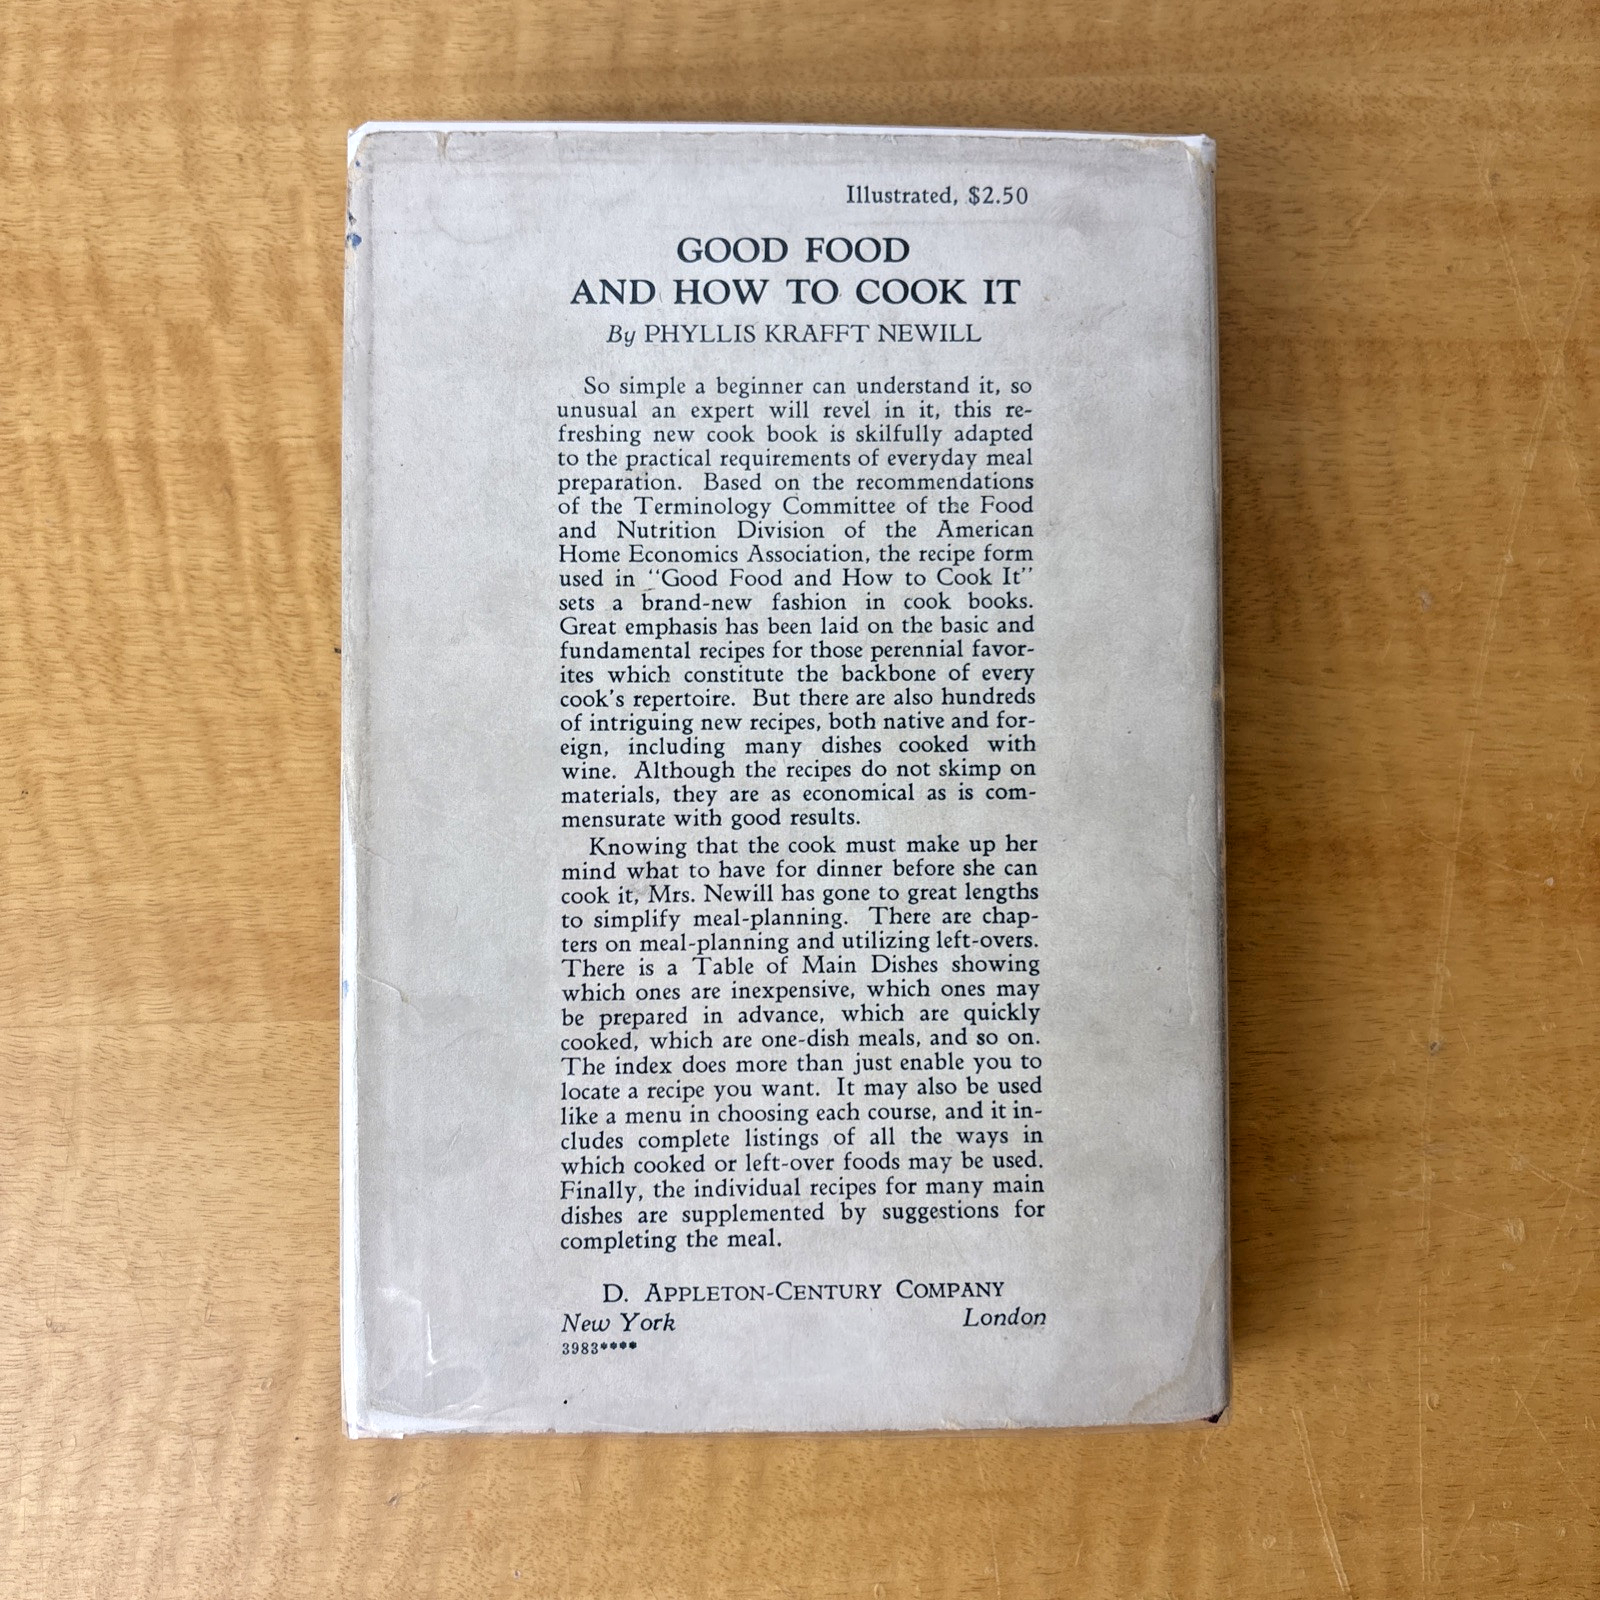 Illustrated, $2.50
GOOD FOOD
AND HOW TO COOK IT
By PHYLLIS KRAFFT NEWILL
So simple a beginner can understand it, so
unusual an expert will revel in it, this re-
freshing new cook book is skilfully adapted
to the practical requirements of everyday meal
preparation. Based on the recommendations
of the Terminology Committee of the Food
and Nutrition Division of the American
Home Economics Association, the recipe form
used in "Good Food and How to Cook It"
sets a brand-new fashion in cook books.
Great emphasis has been laid on the basic and
fundamental recipes for those perennial favor-
ites which constitute the backbone of every
cook's repertoire. But there are also hundreds
of intriguing new recipes, both native and for-
eign, including many dishes cooked with
wine. Although the recipes do not skimp on
materials, they are as economical as is com-
mensurate with good results.
Knowing that the cook must make up her
mind what to have for dinner before she can
cook it, Mrs. Newill has gone to great lengths
to simplify meal-planning. There are chap-
ters on meal-planning and utilizing left-overs.
There is a Table of Main Dishes showing
which ones are inexpensive, which ones may
be prepared in advance, which are quickly
cooked, which are one-dish meals, and so on.
The index does more than just enable you to
locate a recipe you want. It may also be used
like a menu in choosing each course, and it in-
cludes complete listings of all the ways in
which cooked or left-over foods may be used.
Finally, the individual recipes for many main
dishes are supplemented by suggestions for
completing the meal.
D. APPLETON-CENTURY COMPANY
New York London
3983****